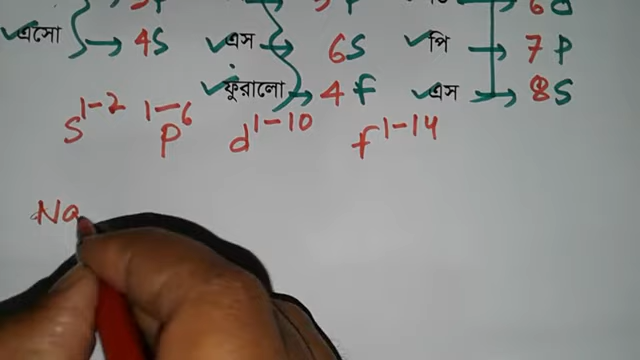 ✓এসো → 4S ✓এস → 6S ✓পি → 7P
✓ফুরালো → 4f ✓এস → 8S
s¹⁻² p¹⁻⁶ d¹⁻¹⁰ f¹⁻¹⁴
Na